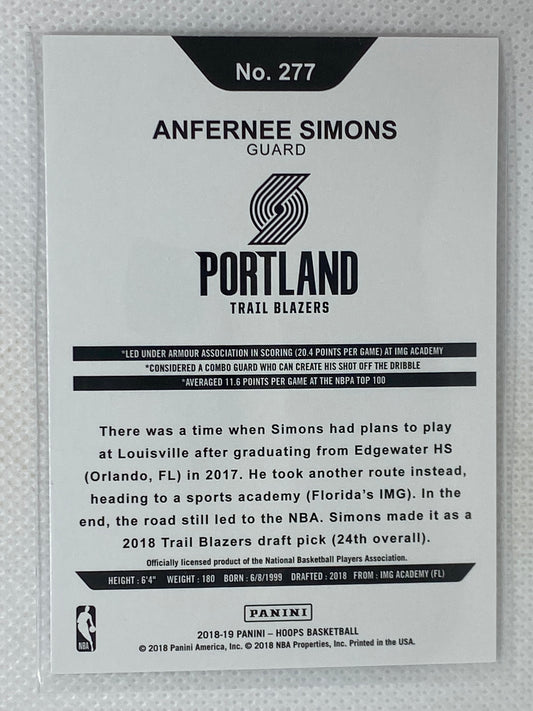 No. 277
ANFERNEE SIMONS
GUARD
PORTLAND
TRAIL BLAZERS
*LED UNDER ARMOUR ASSOCIATION IN SCORING (20.4 POINTS PER GAME) AT IMG ACADEMY
*CONSIDERED A COMBO GUARD WHO CAN CREATE HIS SHOT OFF THE DRIBBLE
*AVERAGED 11.6 POINTS PER GAME AT THE NBPA TOP 100
There was a time when Simons had plans to play
at Louisville after graduating from Edgewater HS
(Orlando, FL) in 2017. He took another route instead,
heading to a sports academy (Florida's IMG). In the
end, the road still led to the NBA. Simons made it as a
2018 Trail Blazers draft pick (24th overall).
Officially licensed product of the National Basketball Players Association.
HEIGHT: 6'4" WEIGHT: 180 BORN: 6/8/1999 DRAFTED: 2018 FROM: IMG ACADEMY (FL)
PANINI
NBA
2018-19 PANINI – HOOPS BASKETBALL
© 2018 Panini America, Inc. © 2018 NBA Properties, Inc. Printed in the USA.